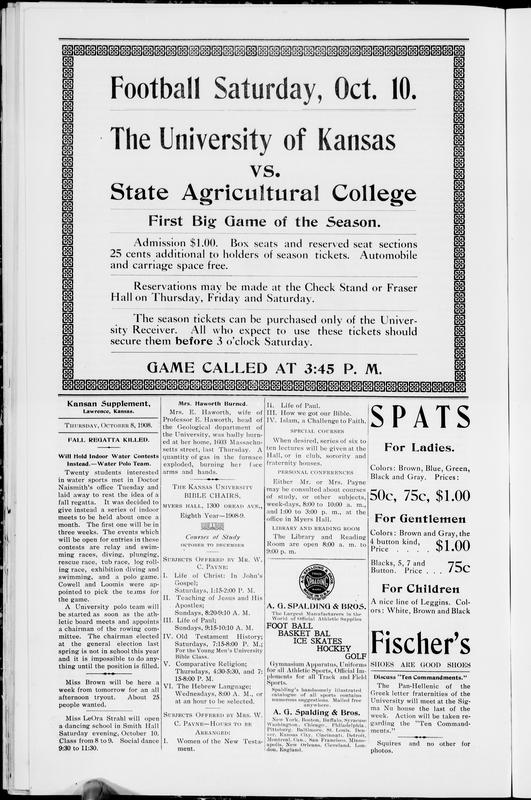 Football Saturday, Oct. 10.
The University of Kansas
vs.
State Agricultural College
First Big Game of the Season.
Admission $1.00. Box seats and reserved seat sections
25 cents additional to holders of season tickets. Automobile
and carriage space free.
Reservations may be made at the Check Stand or Fraser
Hall on Thursday, Friday and Saturday.
The season tickets can be purchased only of the Univer-
sity Receiver. All who expect to use these tickets should
secure them before 3 o'clock Saturday.
GAME CALLED AT 3:45 P. M.
Kansan Supplement,
Lawrence, Kansas.
THURSDAY, OCTOBER 8, 1908.
FALL REGATTA KILLED.
Will Hold Indoor Water Contests
Instead.—Water Polo Team.
Twenty students interested
in water sports met in Doctor
Naismith's office Tuesday and
laid away to rest the idea of a
fall regatta. It was decided to
give instead a series of indoor
meets to be held about once a
month. The first one will be in
three weeks. The events which
will be open for entries in these
contests are relay and swim-
ming races, diving, plunging,
rescue race, tub race, log roll-
ing race, exhibition diving and
swimming, and a polo game.
Cowell and Loomis were ap-
pointed to pick the teams for
the game.
A University polo team will
be started as soon as the ath-
letic board meets and appoints
a chairman of the rowing com-
mittee. The chairman elected
at the general election last
spring is not in school this year
and it is impossible to do any-
thing until the position is filled.
Miss Brown will be here a
week from tomorrow for an all
afternoon tryout. About 25
people wanted.
Miss LeOra Strahl will open
a dancing school in Smith Hall
Saturday evening, October 10.
Class from 8 to 9. Social dance
9:30 to 11:30.
Mrs. Haworth Burned.
Mrs. E. Haworth, wife of
Professor E. Haworth, head of
the Geological department of
the University, was badly burn-
ed at her home, 1603 Massachu-
setts street, last Thursday. A
quantity of gas in the furnace
exploded, burning her face
arms and hands.
THE KANSAS UNIVERSITY
BIBLE CHAIRS,
MYERS HALL, 1300 OREAD AVN.,
Eighth Year—1908-9.
Courses of Study
OCTOBER TO DECEMBER
SUBJECTS OFFERED BY MR. W.
C. PAYNE:
I. Life of Christ: In John's
Gospel;
Saturdays, 1:15-2:00 P. M.
II. Teaching of Jesus and His
Apostles;
Sundays, 8:20-9:10 A. M.
III. Life of Paul;
Sundays, 9:15-10:10 A. M.
IV. Old Testament History;
Saturdays, 7:15-8:00 P. M.;
For the Young Men's University
Bible Class.
V. Comparative Religion;
Thursdays, 4:30-5:30, and 7:
15-8:00 P. M.
VI. The Hebrew Language;
Wednesdays, 8:00 A. M., or
at an hour to be selected.
SUBJECTS OFFERED BY MRS. W.
C. PAYNE—HOURS TO BE
ARRANGED:
I. Women of the New Testa-
ment.
II. Life of Paul.
III. How we got our Bible.
IV. Islam, a Challenge to Faith.
SPECIAL COURSES
When desired, series of six to
ten lectures will be given at the
Hall, or in club, sorority and
fraternity houses.
PERSONAL CONFERENCES
Either Mr. or Mrs. Payne
may be consulted about courses
of study, or other subjects,
week-days, 8:00 to 10:00 a. m.,
and 1:00 to 3:00 p. m., at the
office in Myers Hall.
LIBRARY AND READING ROOM
The Library and Reading
Room are open 8:00 a. m. to
9:00 p. m.
SPALDING
A. G. SPALDING & BROS.
The Largest Manufacturers in the
World of Official Athletic Supplies
FOOT BALL
BASKET BAL
ICE SKATES
HOCKEY
GOLF
Gymnasium Apparatus, Uniforms
for all Athletic Sports, Official Im-
plements for all Track and Field
Sports.
Spalding's handsomely illustrated
catalogue of all sports contains
numerous suggestions. Mailed free
anywhere.
A. G. Spalding & Bros.
New York, Boston, Buffalo, Syracuse
Washington, Chicago, Philadelphia,
Pittsburg, Baltimore, St. Louis, Den-
ver, Kansas City, Cincinnati, Detroit,
Montreal, Can., San Francisco, Minne-
apolis, New Orleans, Cleveland, Lon-
don, England.
SPATS
For Ladies.
Colors: Brown, Blue, Green,
Black and Gray. Prices:
50c, 75c, $1.00
For Gentlemen
Colors: Brown and Gray, the
4 button kind,
Price . . . . $1.00
Blacks, 5, 7 and
Button. Price . . . 75c
For Children
A nice line of Leggins. Col-
ors: White, Brown and Black
Fischer's
SHOES ARE GOOD SHOES
Discuss "Ten Commandments."
The Pan-Hellenic of the
Greek letter fraternities of the
University will meet at the Sig-
ma Nu house the last of the
week. Action will be taken re-
garding the "Ten Command-
ments."
Squires and no other for
photos.